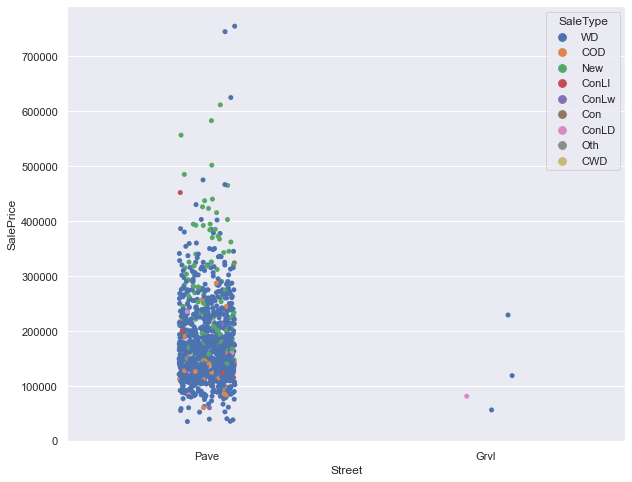 SaleType
WD
COD
New
ConLI
ConLw
Con
ConLD
Oth
CWD
700000
600000
500000
400000
300000
200000
100000
0
SalePrice
Pave
Grvl
Street